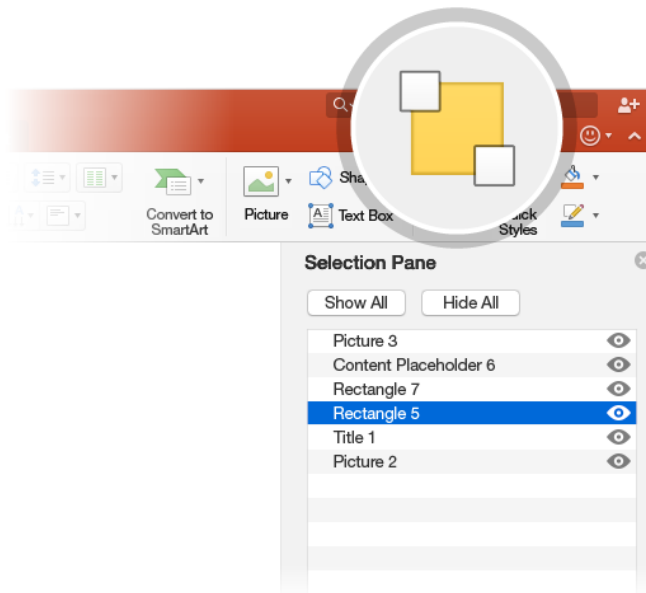 Convert to
SmartArt
Picture
Text Box
Styles
Selection Pane
Show All
Hide All
Picture 3
Content Placeholder 6
Rectangle 7
Rectangle 5
Title 1
Picture 2